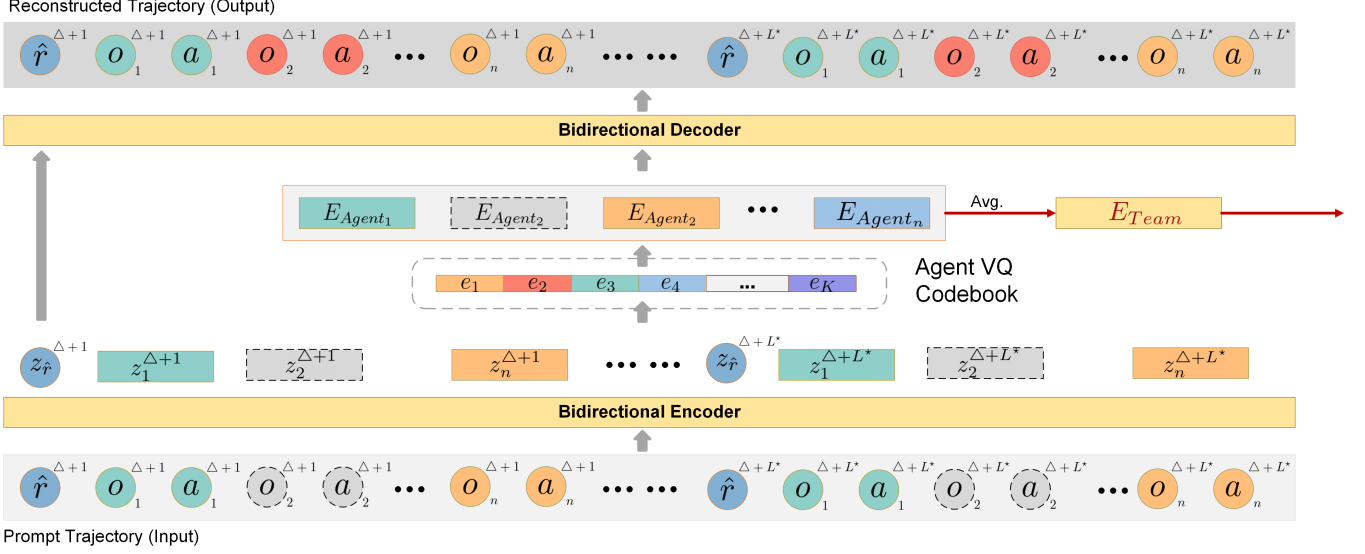 Reconstructed Trajectory (Output)
r̂^{△+1} o_1^{△+1} a_1^{△+1} o_2^{△+1} a_2^{△+1} ... o_n^{△+1} a_n^{△+1} ... ... r̂^{△+L⋆} o_1^{△+L⋆} a_1^{△+L⋆} o_2^{△+L⋆} a_2^{△+L⋆} ... o_n^{△+L⋆} a_n^{△+L⋆}
Bidirectional Decoder
E_{Agent_1} E_{Agent_2} E_{Agent_2} ... E_{Agent_n} Avg. E_{Team}
e_1 e_2 e_3 e_4 ... e_K
Agent VQ
Codebook
z_{r̂}^{△+1} z_1^{△+1} z_2^{△+1} z_n^{△+1} ... ... z_{r̂}^{△+L⋆} z_1^{△+L⋆} z_2^{△+L⋆} z_n^{△+L⋆}
Bidirectional Encoder
r̂^{△+1} o_1^{△+1} a_1^{△+1} o_2^{△+1} a_2^{△+1} ... o_n^{△+1} a_n^{△+1} ... ... r̂^{△+L⋆} o_1^{△+L⋆} a_1^{△+L⋆} o_2^{△+L⋆} a_2^{△+L⋆} ... o_n^{△+L⋆} a_n^{△+L⋆}
Prompt Trajectory (Input)